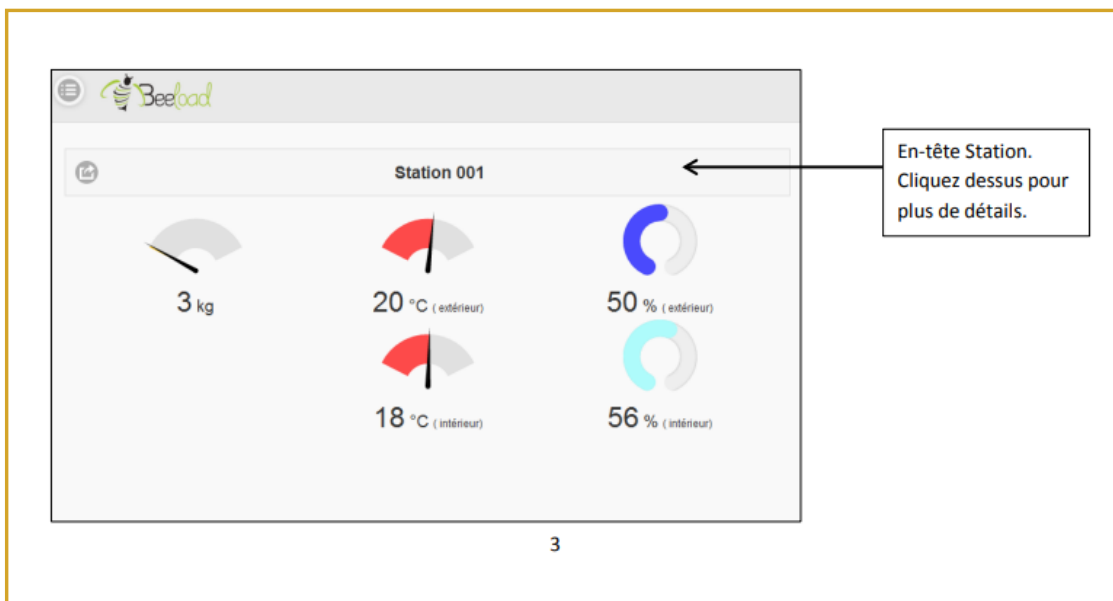 Beeload
Station 001
En-tête Station.
Cliquez dessus pour
plus de détails.
3 kg
20 °C ( extérieur)
50 % ( extérieur)
18 °C ( intérieur)
56 % ( intérieur)
3